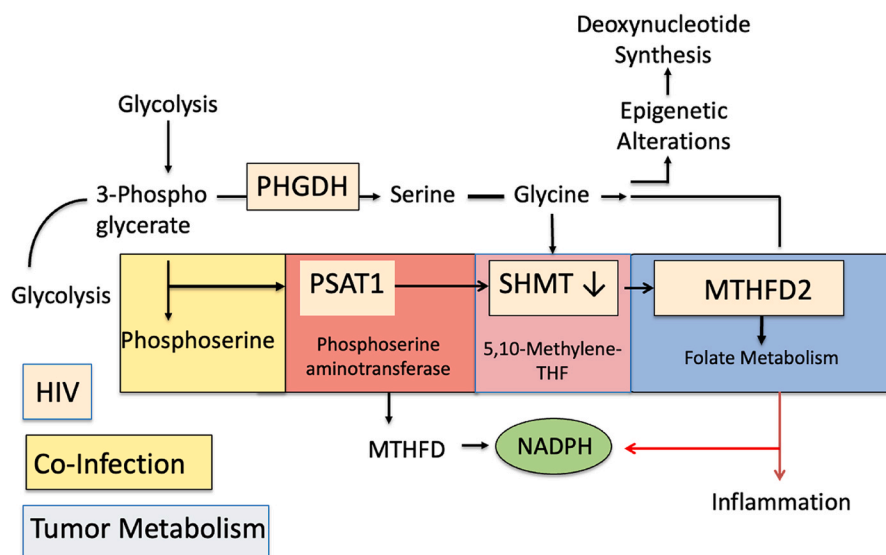 Deoxynucleotide
Synthesis
Glycolysis
Epigenetic
Alterations
3-Phospho
glycerate
PHGDH
Serine
Glycine
Glycolysis
Phosphoserine
PSAT1
Phosphoserine
aminotransferase
SHMT ↓
5,10-Methylene-
THF
MTHFD2
Folate Metabolism
HIV
Co-Infection
Tumor Metabolism
MTHFD
NADPH
Inflammation